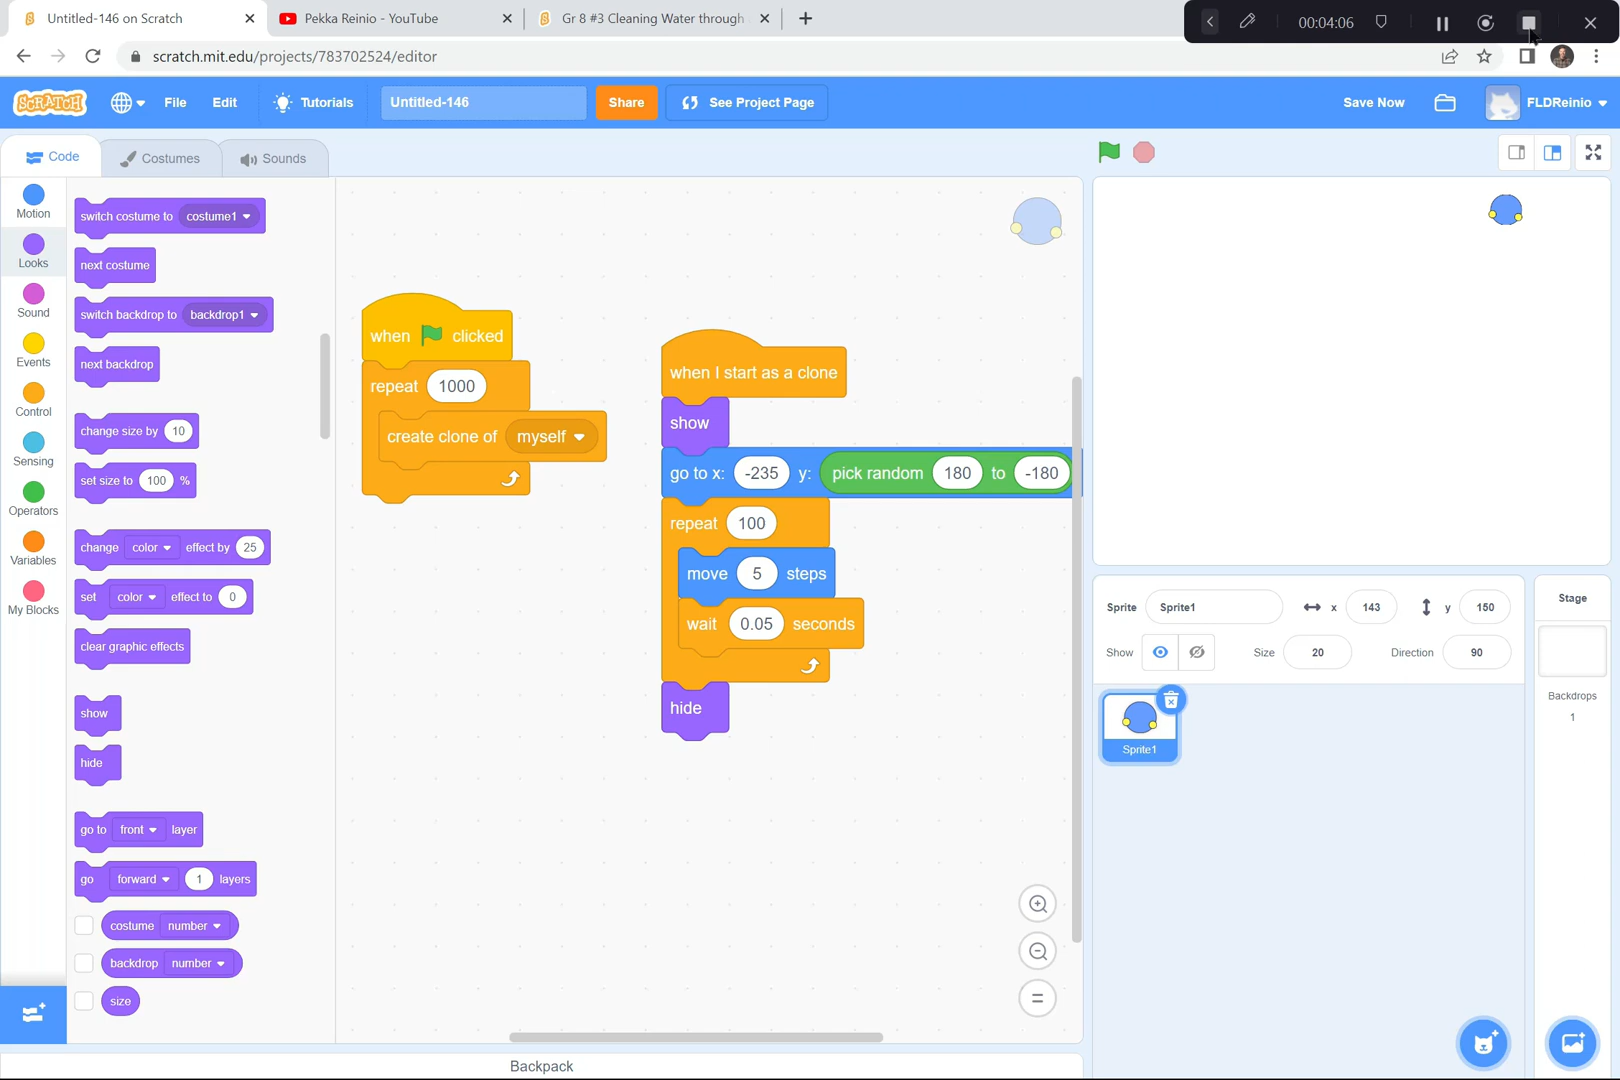 Untitled-146 on Scratch
Pekka Reinio - YouTube
Gr 8 #3 Cleaning Water through
00:04:06
scratch.mit.edu/projects/783702524/editor
SCRATCH
File
Edit
Tutorials
Untitled-146
Share
See Project Page
Save Now
FLDReinio
Code
Costumes
Sounds
Motion
Looks
Sound
Events
Control
Sensing
Operators
Variables
My Blocks
switch costume to costume1
next costume
switch backdrop to backdrop1
next backdrop
change size by 10
set size to 100 %
change color effect by 25
set color effect to 0
clear graphic effects
show
hide
go to front layer
go forward 1 layers
costume number
backdrop number
size
when clicked
repeat 1000
create clone of myself
when I start as a clone
show
go to x: -235 y: pick random 180 to -180
repeat 100
move 5 steps
wait 0.05 seconds
hide
Backpack
Sprite Sprite1 x 143 y 150
Show Size 20 Direction 90
Sprite1
Stage
Backdrops
1